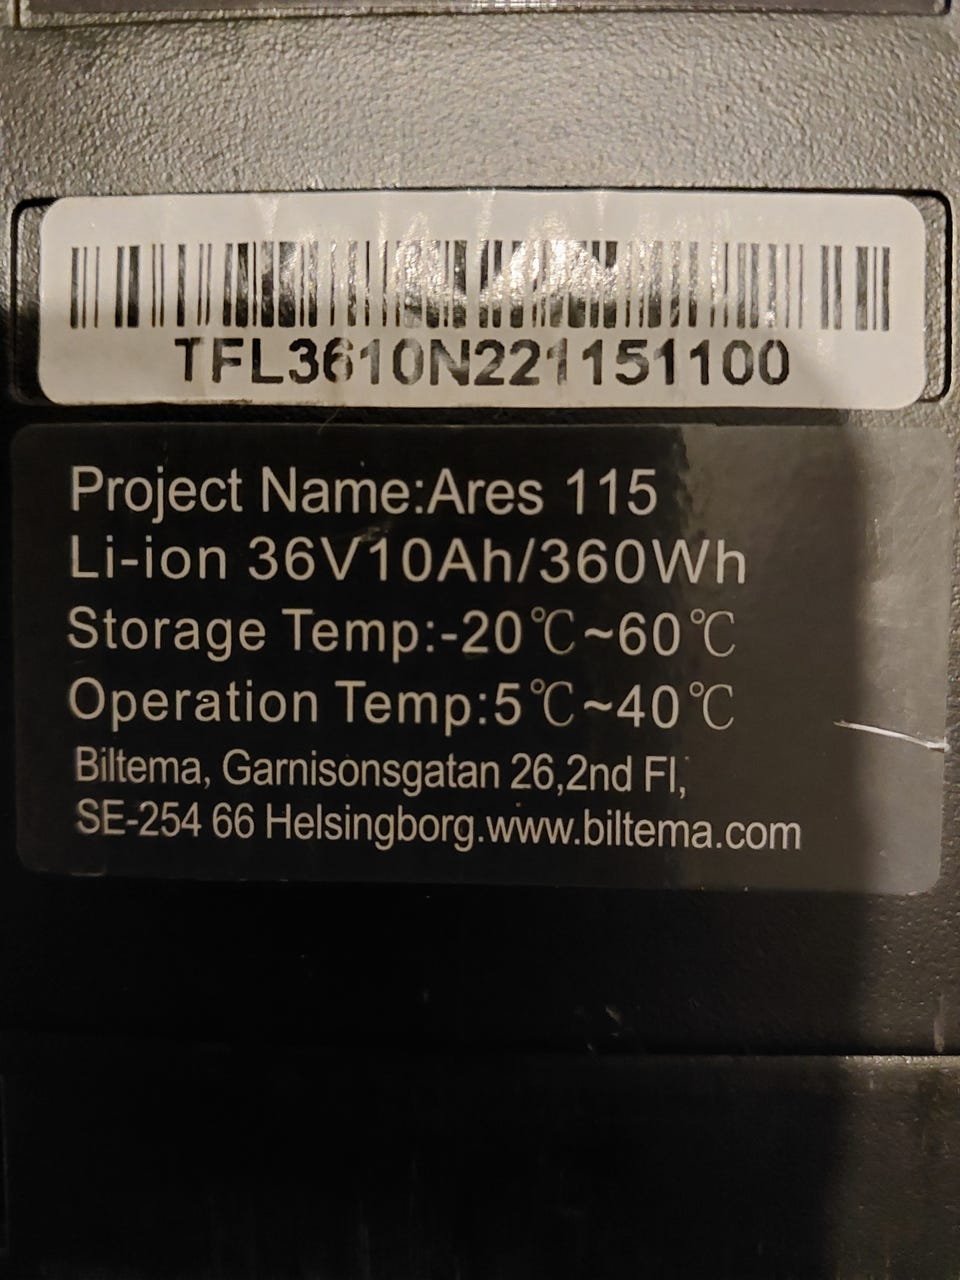 TFL3610N221151100
Project Name:Ares 115
Li-ion 36V10Ah/360Wh
Storage Temp:-20℃~60℃
Operation Temp:5℃~40℃
Biltema, Garnisonsgatan 26,2nd Fl,
SE-254 66 Helsingborg.www.biltema.com